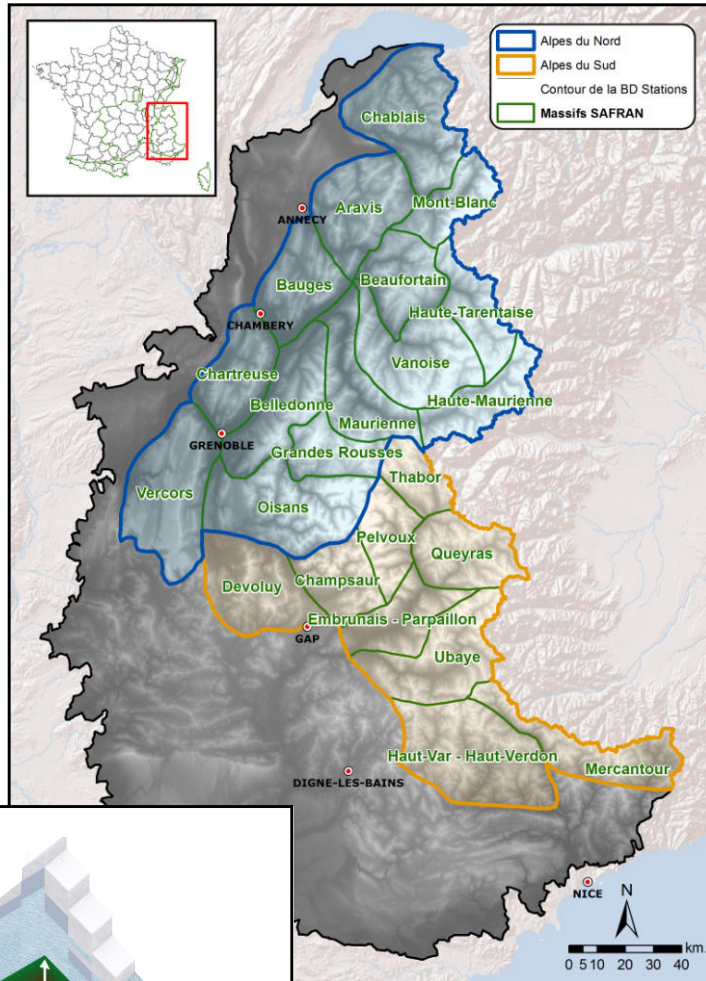 Alpes du Nord
Alpes du Sud
Contour de la BD Stations
Massifs SAFRAN
Chablais
Mont-Blanc
ANNECY
Aravis
Beaufortain
Bauges
Haute-Tarentaise
CHAMBERY
Vanoise
Chartreuse
Belledonne
Haute-Maurienne
Maurienne
GRENOBLE
Grandes Rousses
Thabor
Vercors
Oisans
Pelvoux
Queyras
Devoluy
Champsaur
Embrunais - Parpaillon
GAP
Ubaye
Haut-Var - Haut-Verdon
Mercantour
DIGNE-LES-BAINS
NICE
N
km
0 5 10 20 30 40